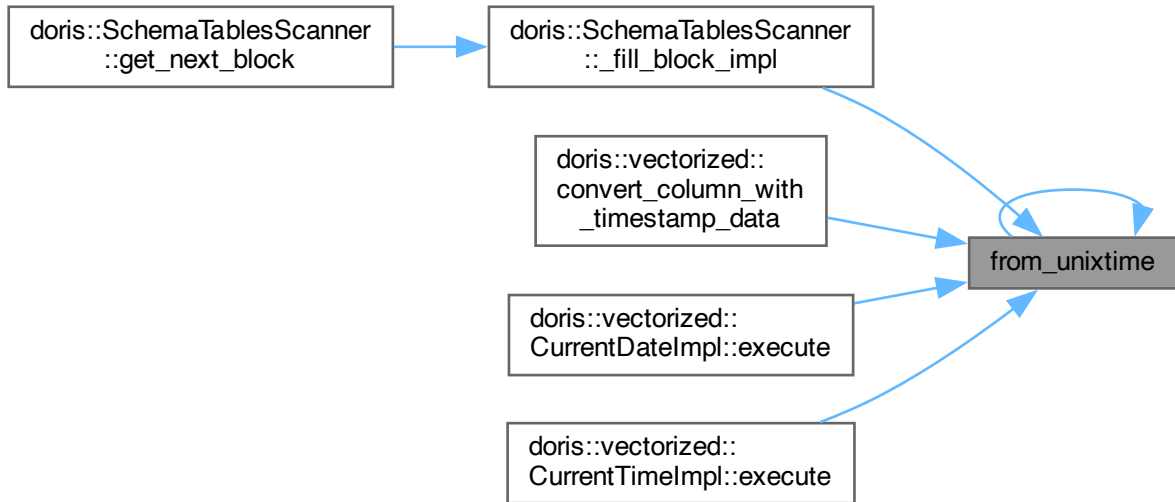 doris::SchemaTablesScanner
::get_next_block
doris::SchemaTablesScanner
::_fill_block_impl
doris::vectorized::
convert_column_with
_timestamp_data
from_unixtime
doris::vectorized::
CurrentDateImpl::execute
doris::vectorized::
CurrentTimeImpl::execute